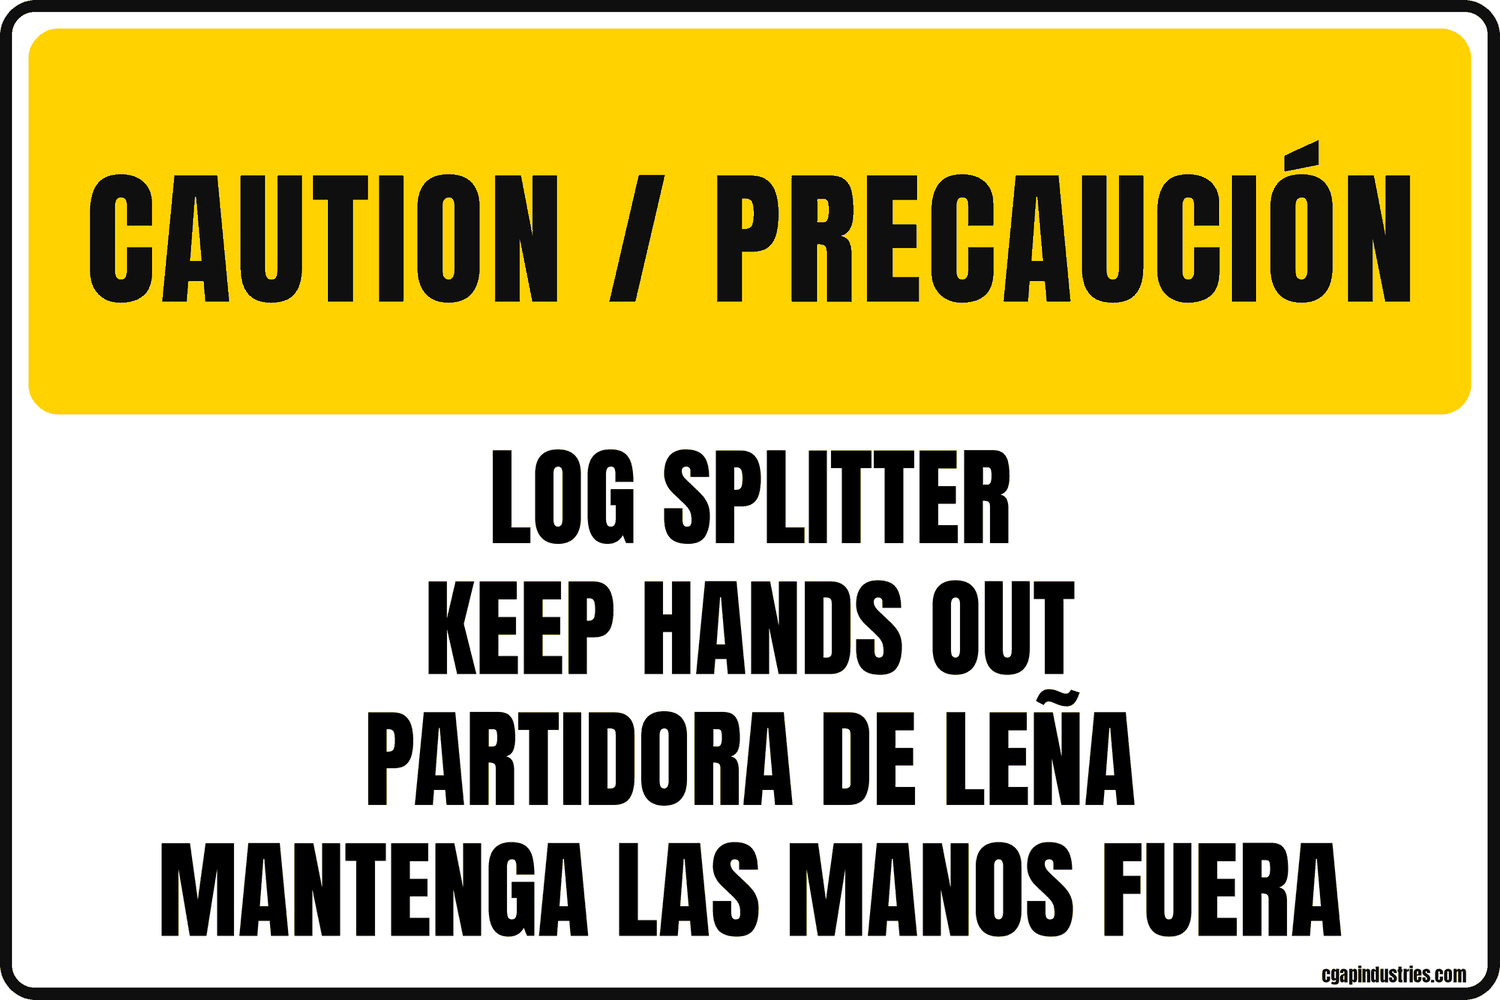 CAUTION / PRECAUCIÓN
LOG SPLITTER
KEEP HANDS OUT
PARTIDORA DE LEÑA
MANTENGA LAS MANOS FUERA
cgapindustries.com